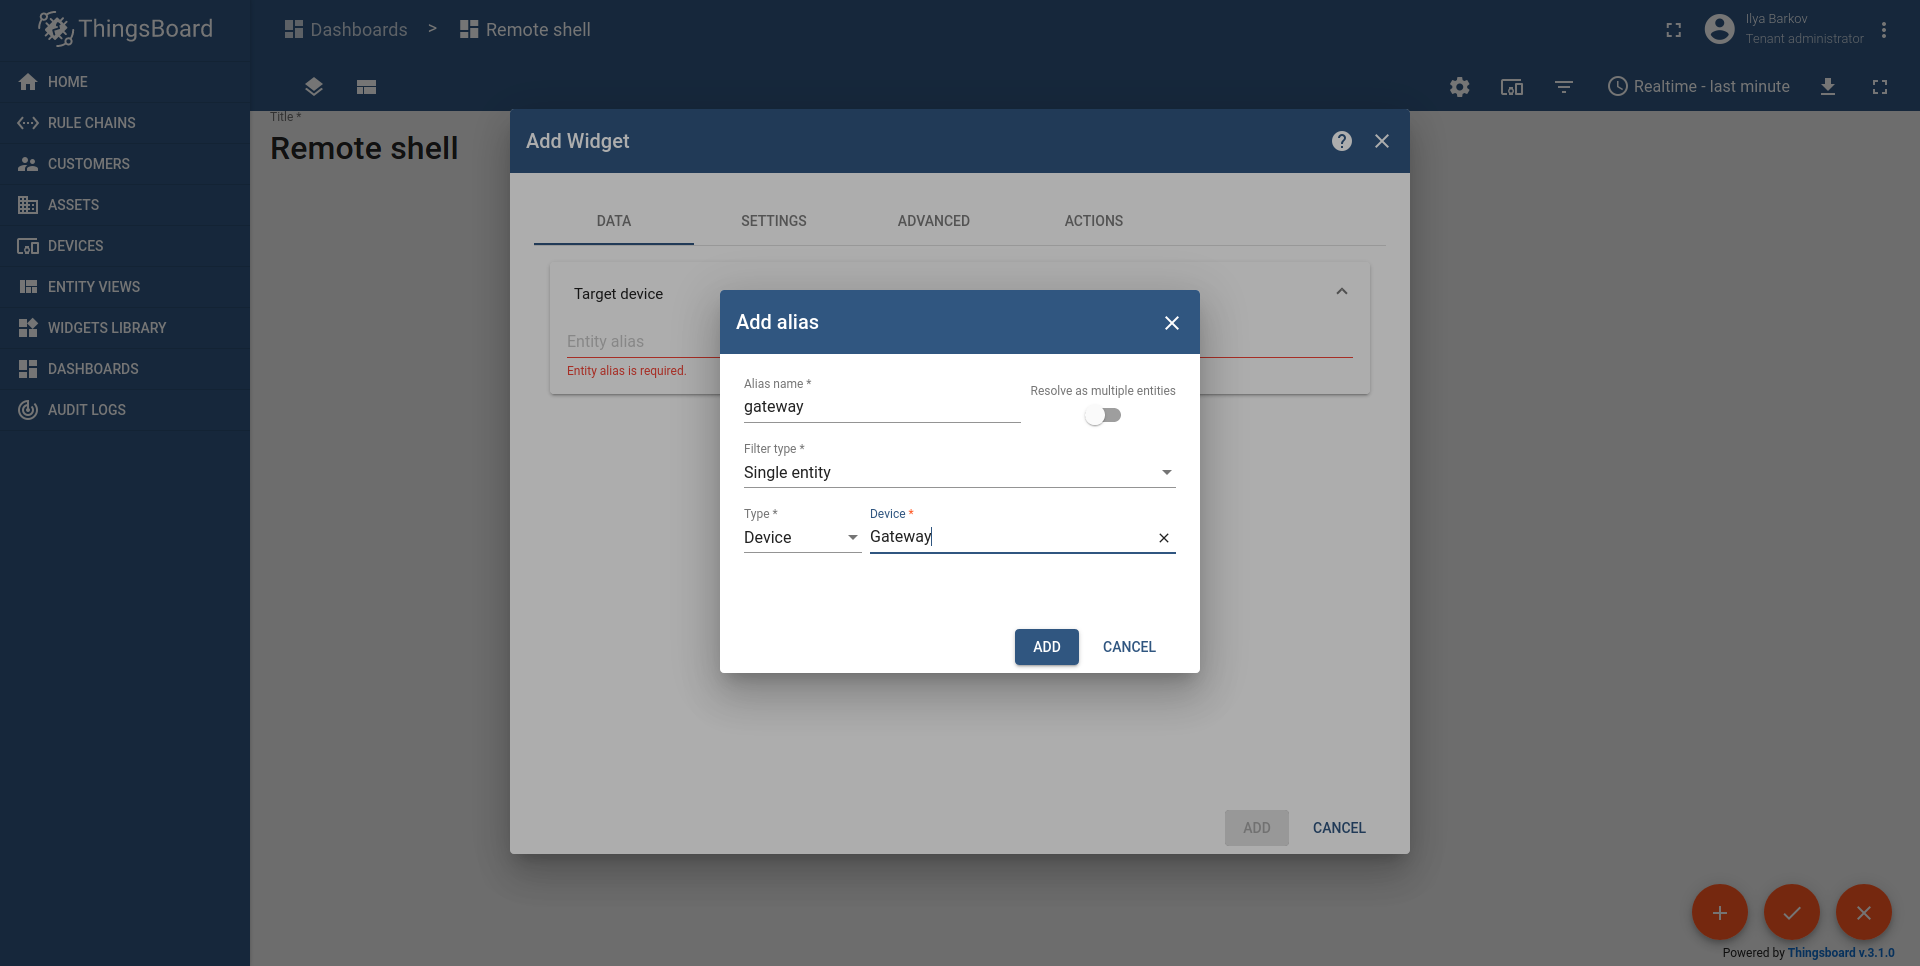 ThingsBoard
Dashboards > Remote shell
Ilya Barkov
Tenant administrator
HOME
RULE CHAINS
CUSTOMERS
ASSETS
DEVICES
ENTITY VIEWS
WIDGETS LIBRARY
DASHBOARDS
AUDIT LOGS
Realtime - last minute
Title *
Remote shell
Add Widget
DATA SETTINGS ADVANCED ACTIONS
Target device
Entity alias
Entity alias is required.
Add alias
Alias name *
gateway
Resolve as multiple entities
Filter type *
Single entity
Type *
Device
Device *
Gateway
ADD CANCEL
ADD CANCEL
Powered by Thingsboard v.3.1.0